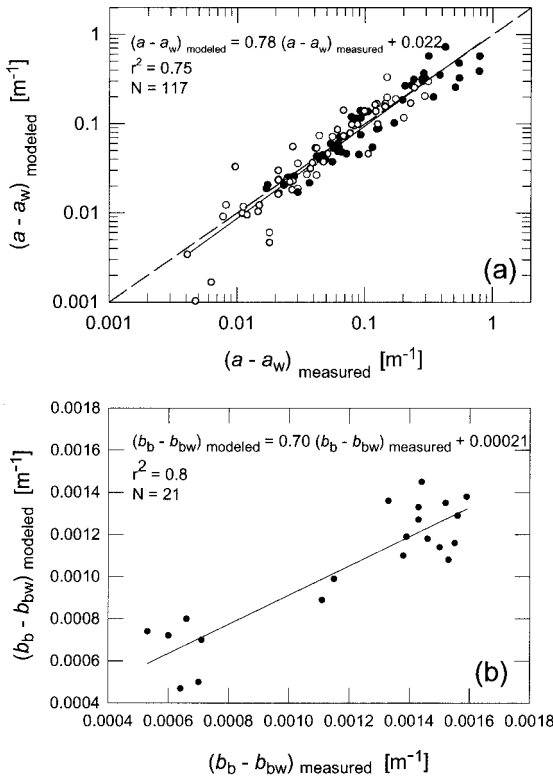 (a - a_w) modeled = 0.78 (a - a_w) measured + 0.022
r² = 0.75
N = 117
1
0.1
0.01
0.001
(a - a_w) modeled [m⁻¹]
(a)
0.001 0.01 0.1 1
(a - a_w) measured [m⁻¹]
0.0018
0.0016
0.0014
0.0012
0.0010
0.0008
0.0006
0.0004
(b_b - b_bw) modeled [m⁻¹]
(b_b - b_bw) modeled = 0.70 (b_b - b_bw) measured + 0.00021
r² = 0.8
N = 21
(b)
0.0004 0.0006 0.0008 0.0010 0.0012 0.0014 0.0016 0.0018
(b_b - b_bw) measured [m⁻¹]